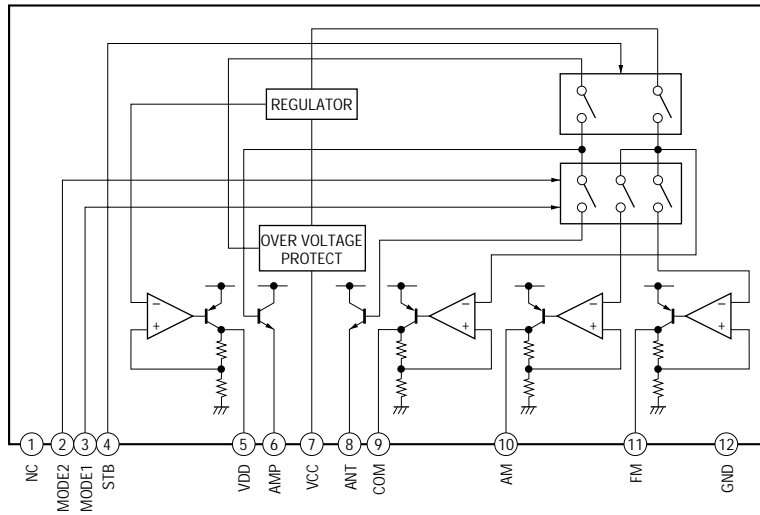 REGULATOR
OVER VOLTAGE
PROTECT
−
+
−
+
−
+
−
+
1 2 3 4 5 6 7 8 9 10 11 12
NC
MODE2
MODE1
STB
VDD
AMP
VCC
ANT
COM
AM
FM
GND